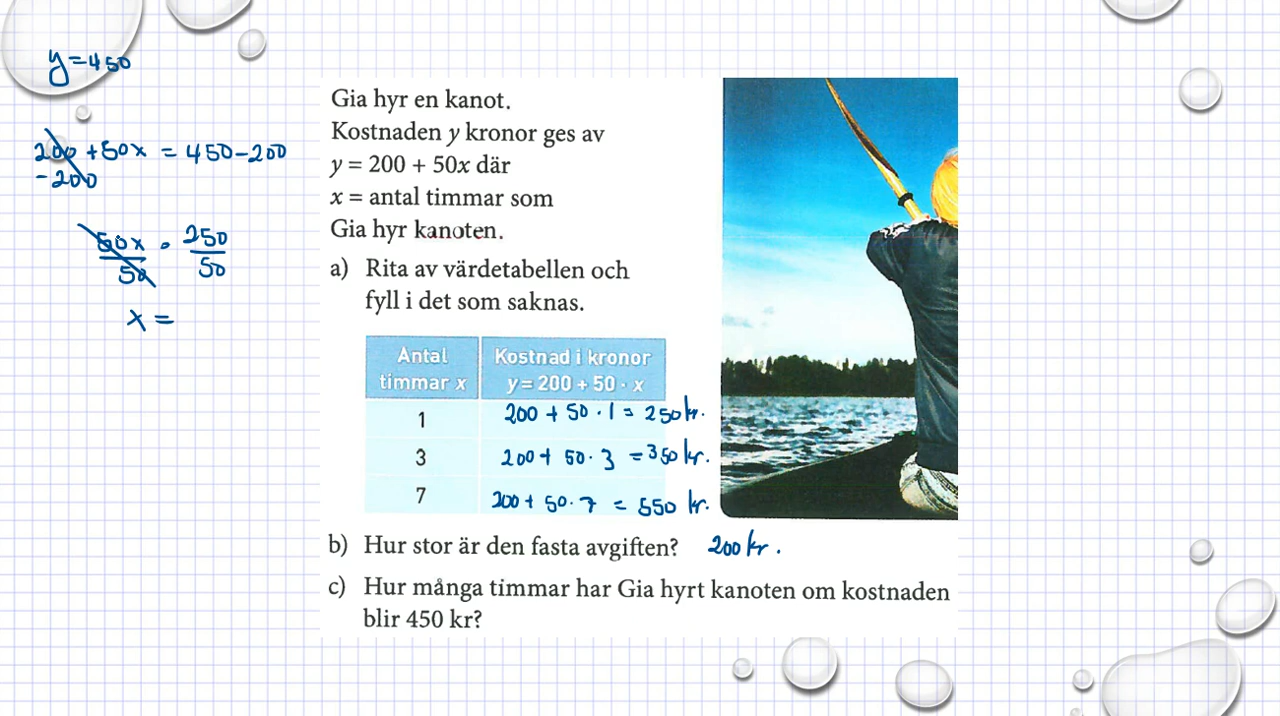 y = 450
200 + 50x = 450 - 200
- 200
50x = 250
50 50
x =
Gia hyr en kanot.
Kostnaden y kronor ges av
y = 200 + 50x där
x = antal timmar som
Gia hyr kanoten.
a) Rita av värdetabellen och
fyll i det som saknas.
Antal timmar x
Kostnad i kronor y = 200 + 50 · x
1 200 + 50 · 1 = 250 kr.
3 200 + 50 · 3 = 350 kr.
7 200 + 50 · 7 = 550 kr.
b) Hur stor är den fasta avgiften? 200 kr.
c) Hur många timmar har Gia hyrt kanoten om kostnaden
blir 450 kr?